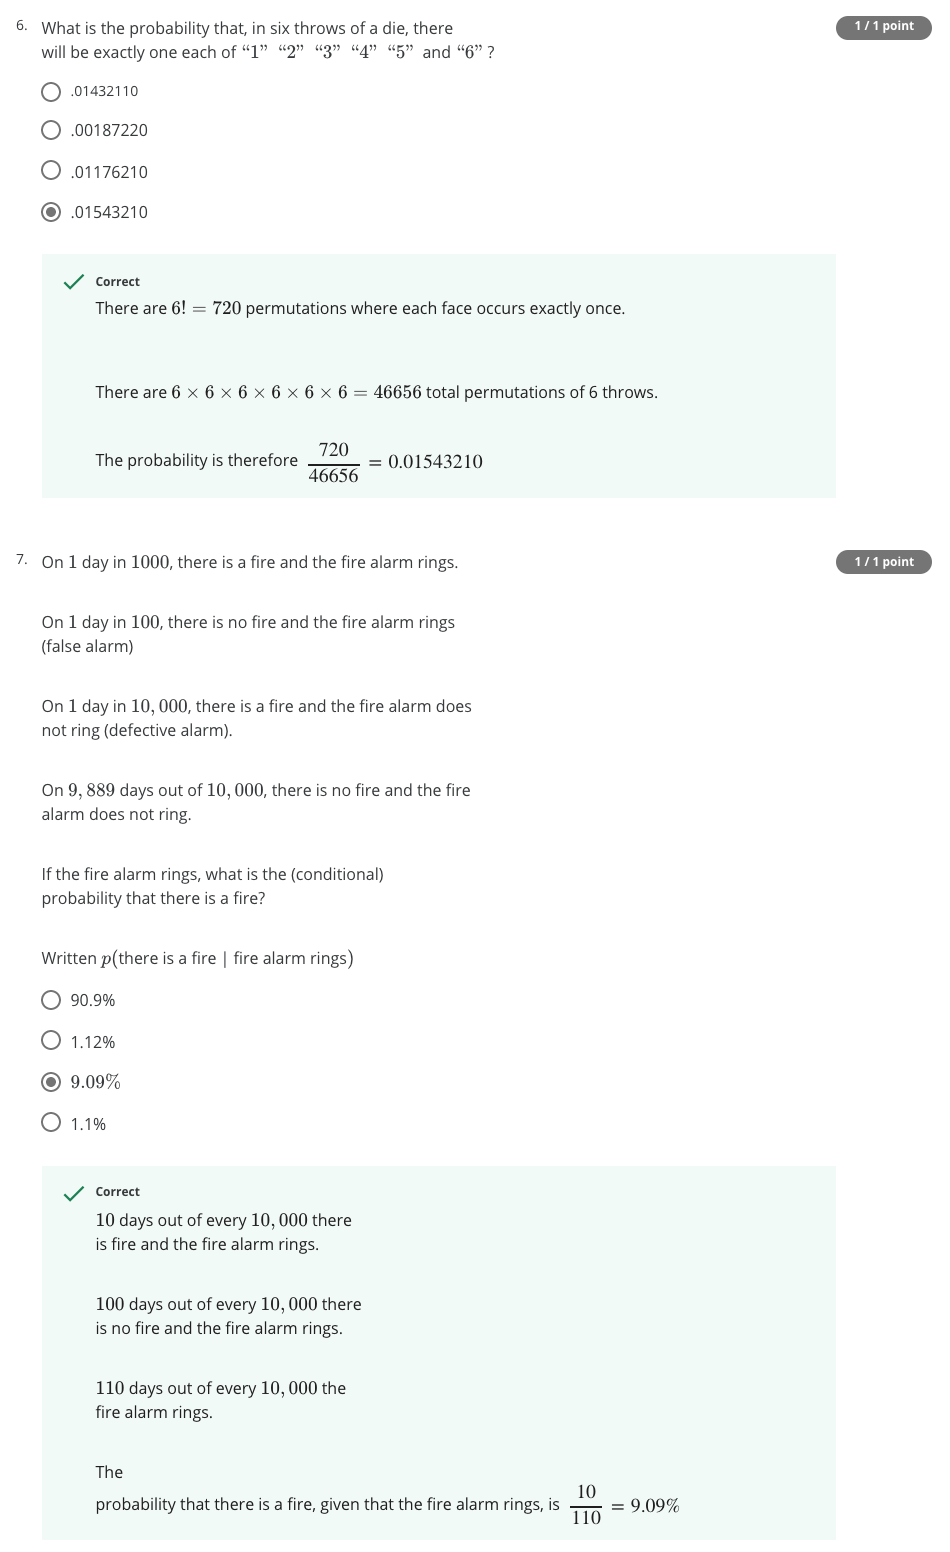 6. What is the probability that, in six throws of a die, there
1 / 1 point
will be exactly one each of “1” “2” “3” “4” “5” and “6” ?
.01432110
.00187220
.01176210
.01543210
Correct
There are 6! = 720 permutations where each face occurs exactly once.
There are 6 × 6 × 6 × 6 × 6 × 6 = 46656 total permutations of 6 throws.
The probability is therefore 720/46656 = 0.01543210
7. On 1 day in 1000, there is a fire and the fire alarm rings.
1 / 1 point
On 1 day in 100, there is no fire and the fire alarm rings
(false alarm)
On 1 day in 10, 000, there is a fire and the fire alarm does
not ring (defective alarm).
On 9, 889 days out of 10, 000, there is no fire and the fire
alarm does not ring.
If the fire alarm rings, what is the (conditional)
probability that there is a fire?
Written p(there is a fire | fire alarm rings)
90.9%
1.12%
9.09%
1.1%
Correct
10 days out of every 10, 000 there
is fire and the fire alarm rings.
100 days out of every 10, 000 there
is no fire and the fire alarm rings.
110 days out of every 10, 000 the
fire alarm rings.
The
probability that there is a fire, given that the fire alarm rings, is 10/110 = 9.09%